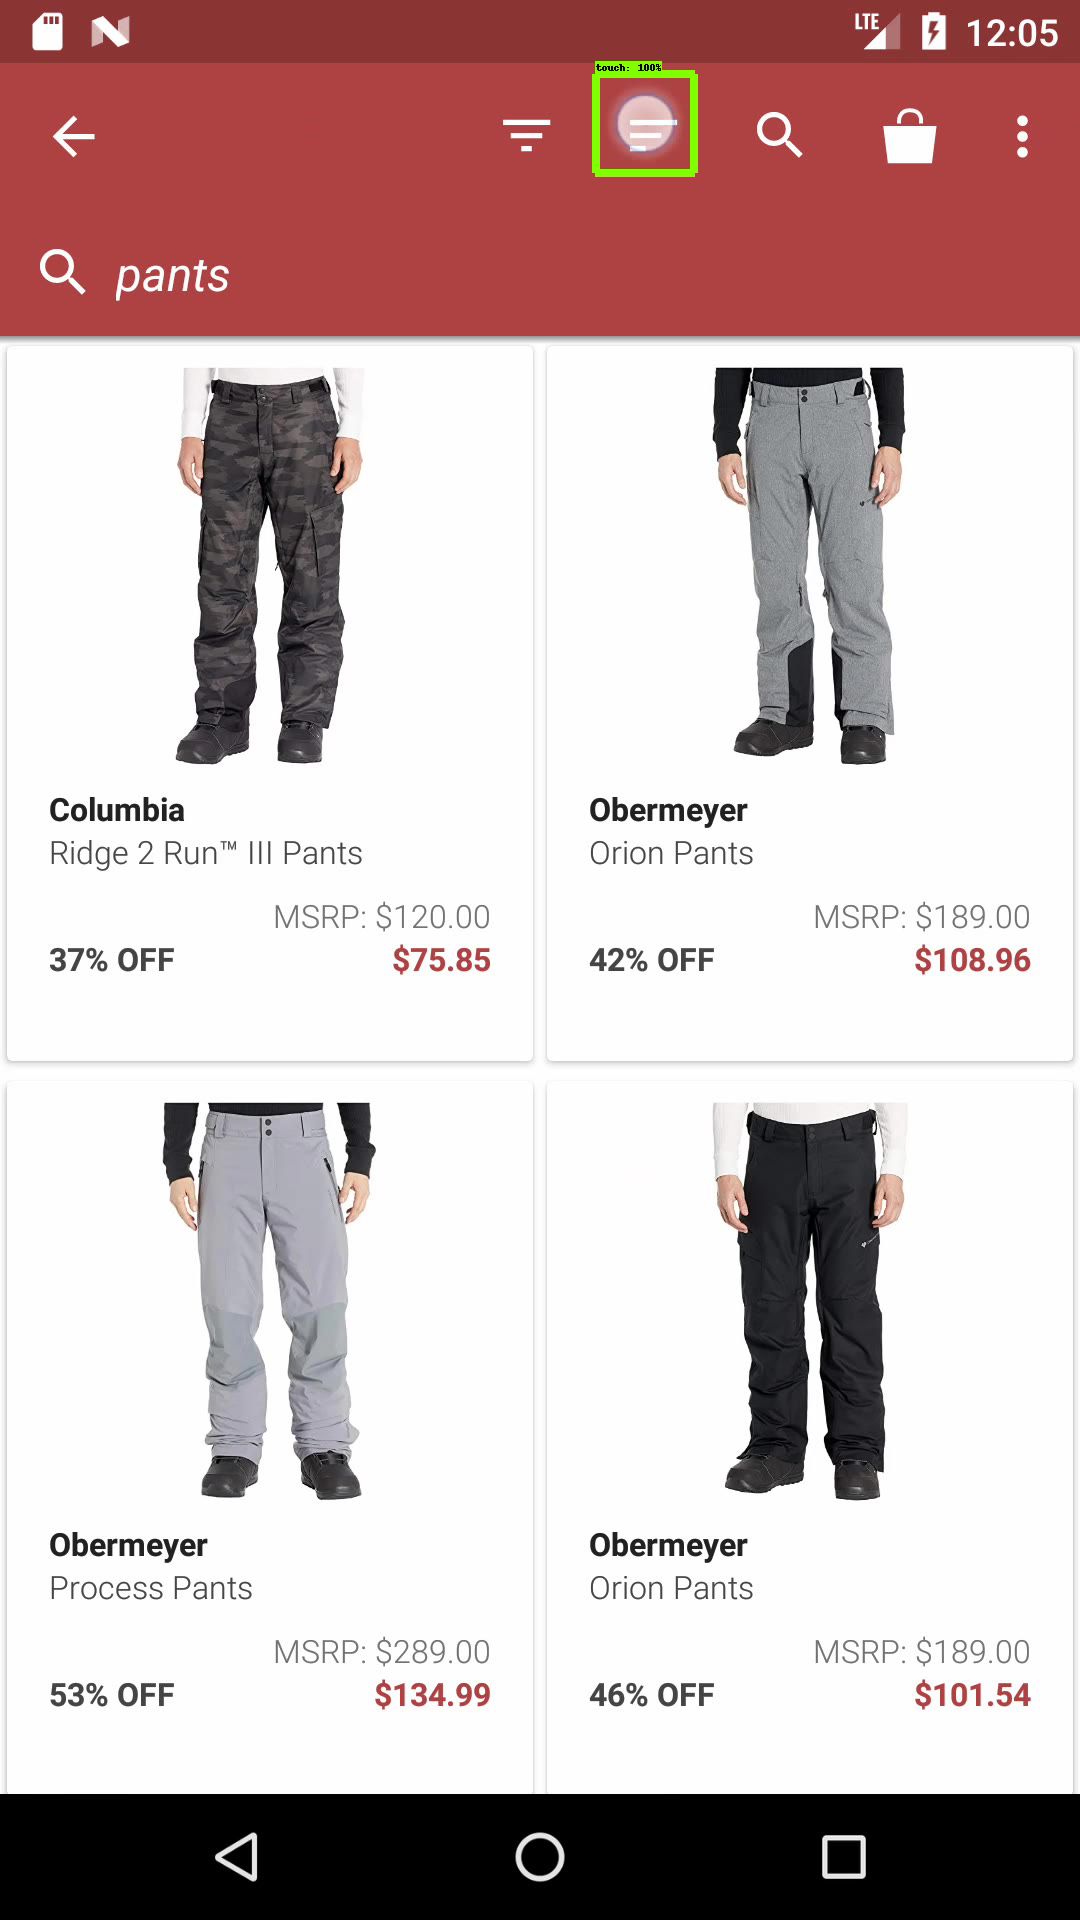 LTE
12:05
touch: 100%
pants
Columbia
Ridge 2 Run™ III Pants
MSRP: $120.00
37% OFF
$75.85
Obermeyer
Orion Pants
MSRP: $189.00
42% OFF
$108.96
Obermeyer
Process Pants
MSRP: $289.00
53% OFF
$134.99
Obermeyer
Orion Pants
MSRP: $189.00
46% OFF
$101.54